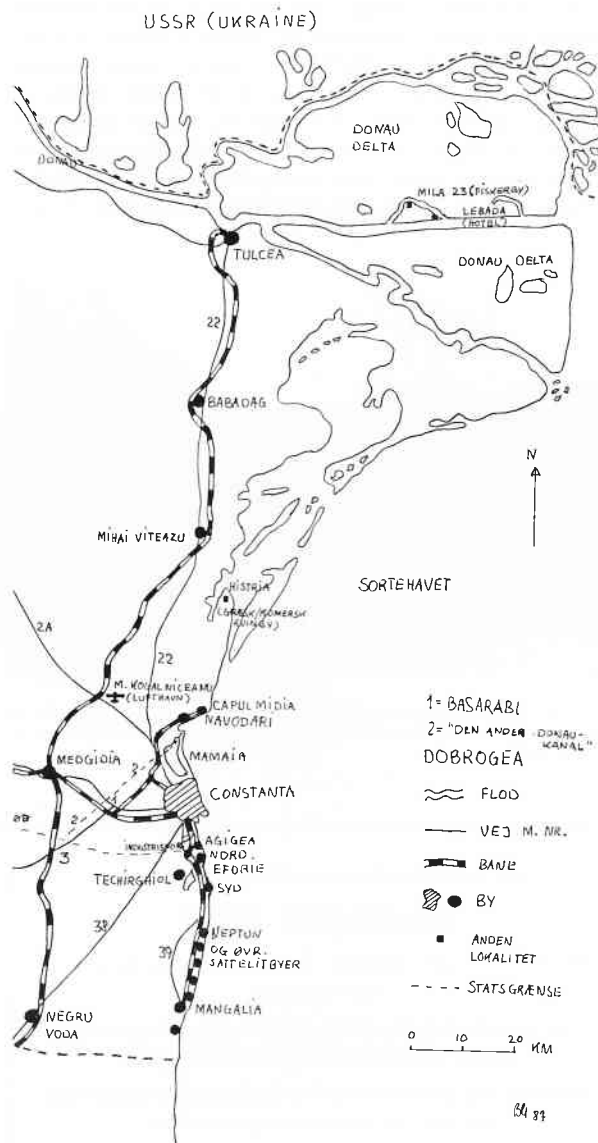 USSR (UKRAINE)
DONAU
DELTA
DONAU
MILA 23 (FISKERBY)
LEBADA
(HOTEL)
TULCEA
DONAU DELTA
22
BABADAG
N
MIHAI VITEAZU
HISTRIA
(GRÆSK/ROMERSK
RUINBY)
SORTEHAVET
2A
22
M. KOGALNICEANU
(LUFTHAVN)
CAPUL MIDIA
NAVODARI
MEDGIDIA
MAMAIA
CONSTANTA
2
1
2
3
INDUSTRIHAVN
AGIGEA
NORD
EFORIE
TECHIRGHIOL
SYD
38
39
NEPTUN
OG ØVR.
SATTELITBYER
NEGRU
VODA
MANGALIA
1= BASARABI
2= "DEN ANDEN DONAU-
KANAL"
DOBROGEA
FLOD
VEJ M. NR.
BANE
BY
ANDEN
LOKALITET
STATSGRÆNSE
0 10 20 KM
87